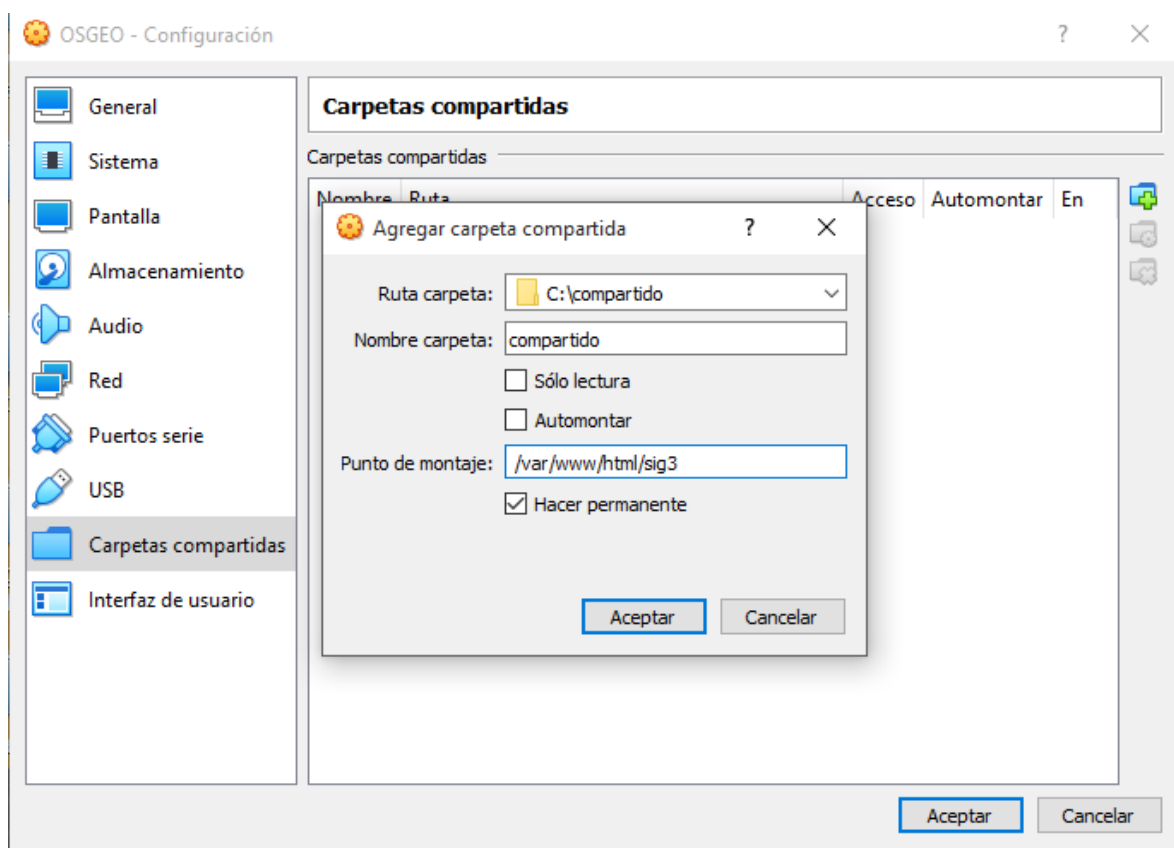 OSGEO - Configuración ?
General
Sistema
Pantalla
Almacenamiento
Audio
Red
Puertos serie
USB
Carpetas compartidas
Interfaz de usuario
Carpetas compartidas
Carpetas compartidas
Nombre Ruta Acceso Automontar En
Agregar carpeta compartida ?
Ruta carpeta: C:\compartido
Nombre carpeta: compartido
Sólo lectura
Automontar
Punto de montaje: /var/www/html/sig3
Hacer permanente
Aceptar Cancelar
Aceptar Cancelar